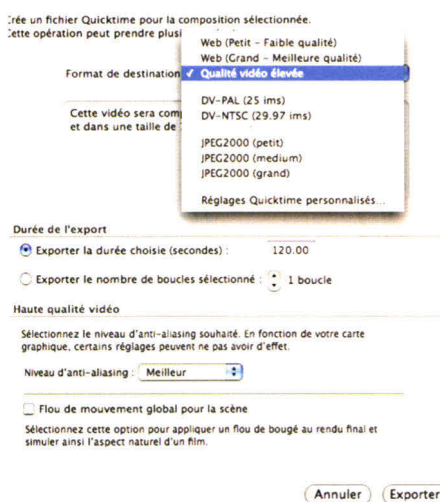 Crée un fichier Quicktime pour la composition sélectionnée.
Cette opération peut prendre
Format de destination
Web (Petit – Faible qualité)
Web (Grand – Meilleure qualité)
✓ Qualité vidéo élevée
DV-PAL (25 ims)
DV-NTSC (29.97 ims)
JPEG2000 (petit)
JPEG2000 (medium)
JPEG2000 (grand)
Réglages Quicktime personnalisés...
Cette vidéo sera
et dans une taille de
Durée de l'export
Exporter la durée choisie (secondes) : 120.00
Exporter le nombre de boucles sélectionné : 1 boucle
Haute qualité vidéo
Sélectionnez le niveau d'anti-aliasing souhaité. En fonction de votre carte
graphique, certains réglages peuvent ne pas avoir d'effet.
Niveau d'anti-aliasing : Meilleur
Flou de mouvement global pour la scène
Sélectionnez cette option pour appliquer un flou de bougé au rendu final et
simuler ainsi l'aspect naturel d'un film.
Annuler Exporter